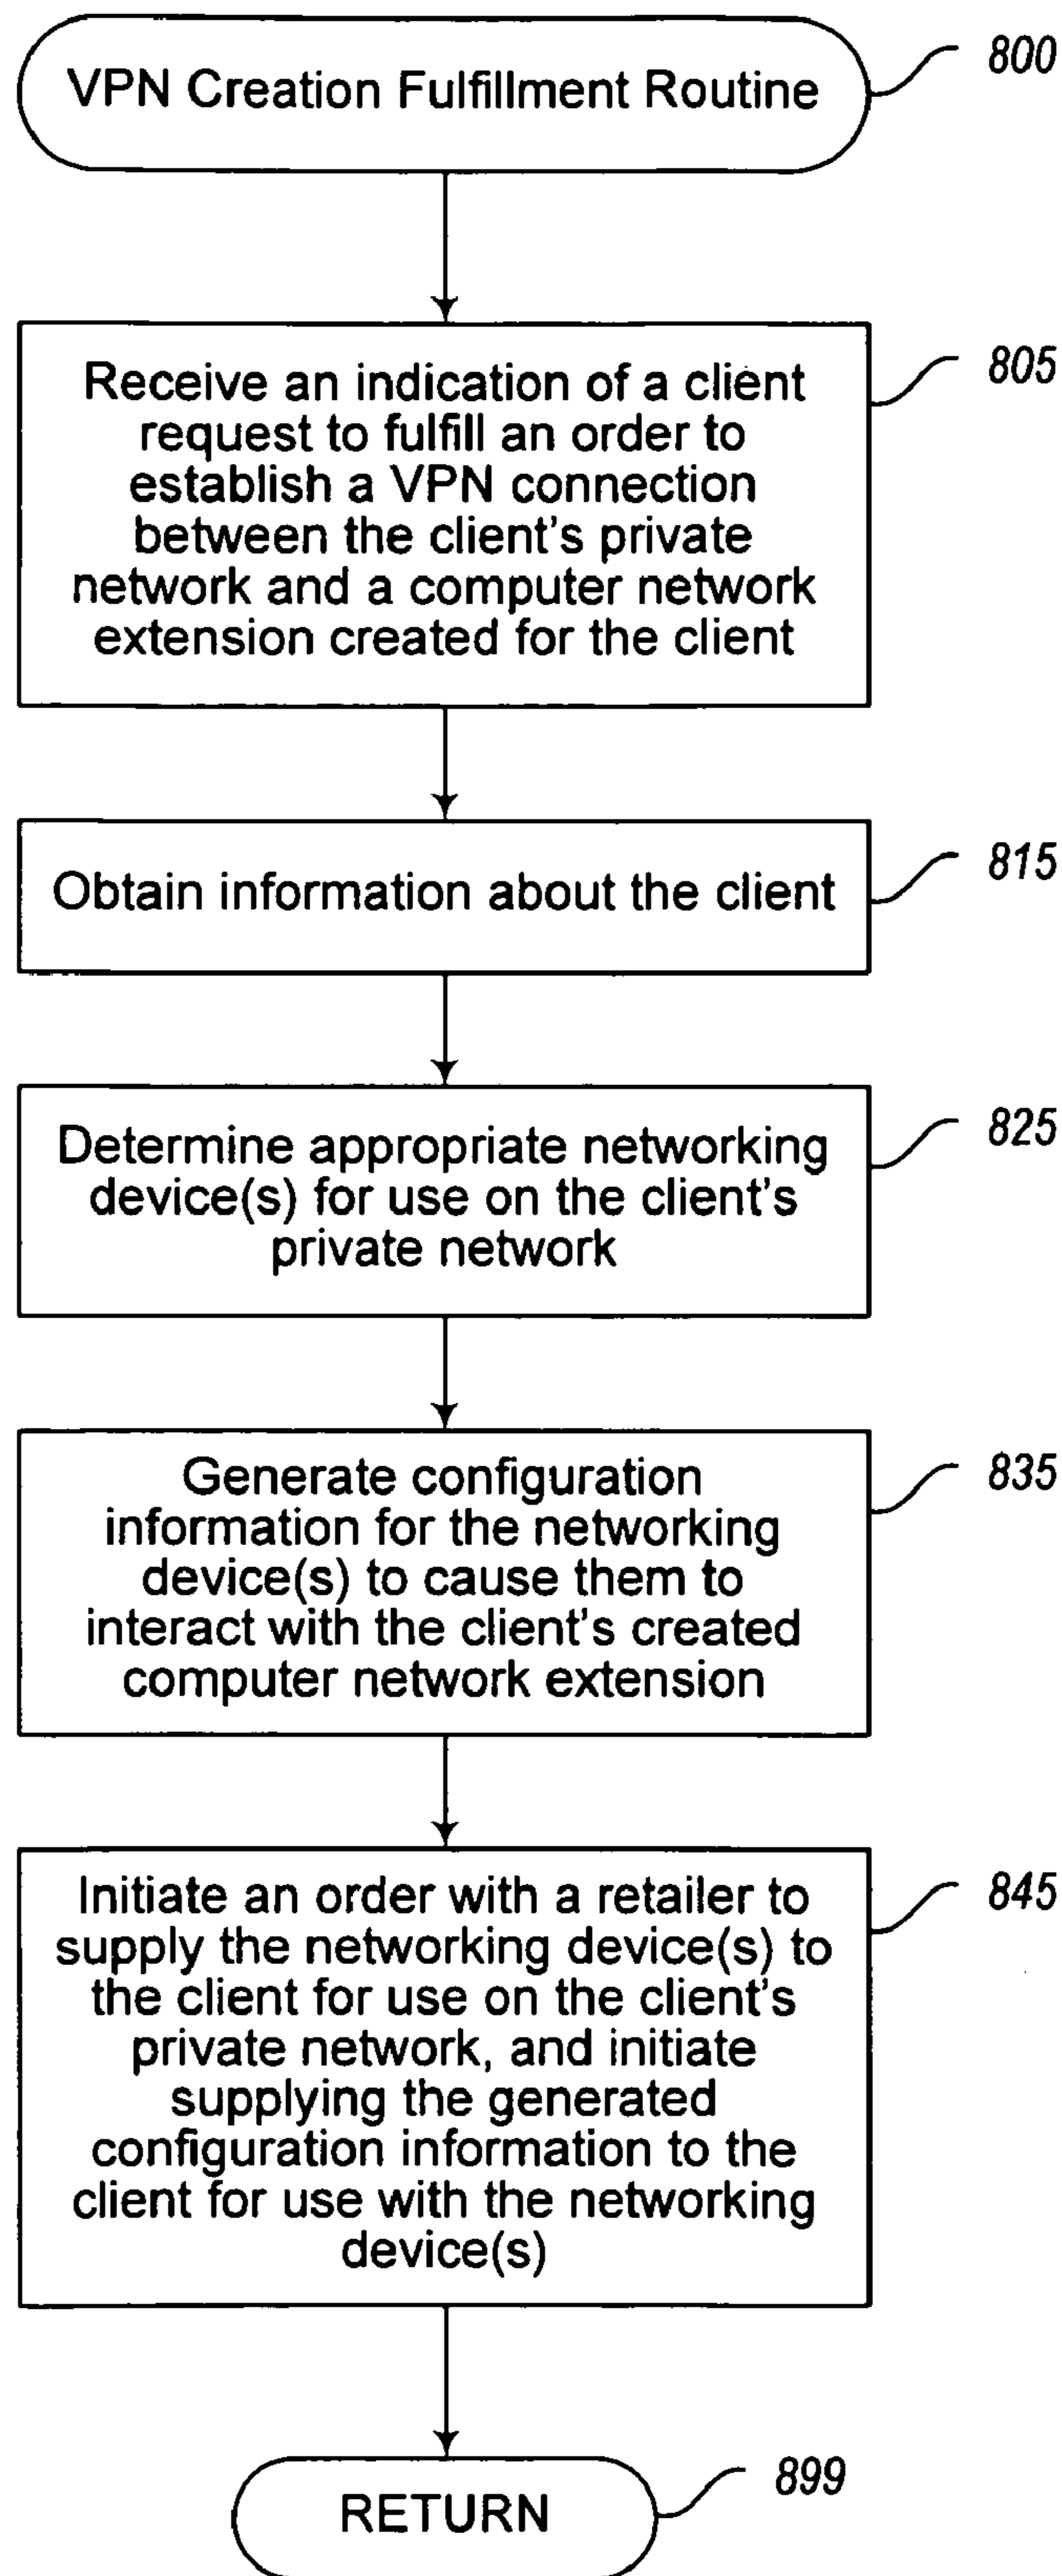 VPN Creation Fulfillment Routine
800
Receive an indication of a client
request to fulfill an order to
establish a VPN connection
between the client's private
network and a computer network
extension created for the client
805
Obtain information about the client
815
Determine appropriate networking
device(s) for use on the client's
private network
825
Generate configuration
information for the networking
device(s) to cause them to
interact with the client's created
computer network extension
835
Initiate an order with a retailer to
supply the networking device(s) to
the client for use on the client's
private network, and initiate
supplying the generated
configuration information to the
client for use with the networking
device(s)
845
RETURN
899